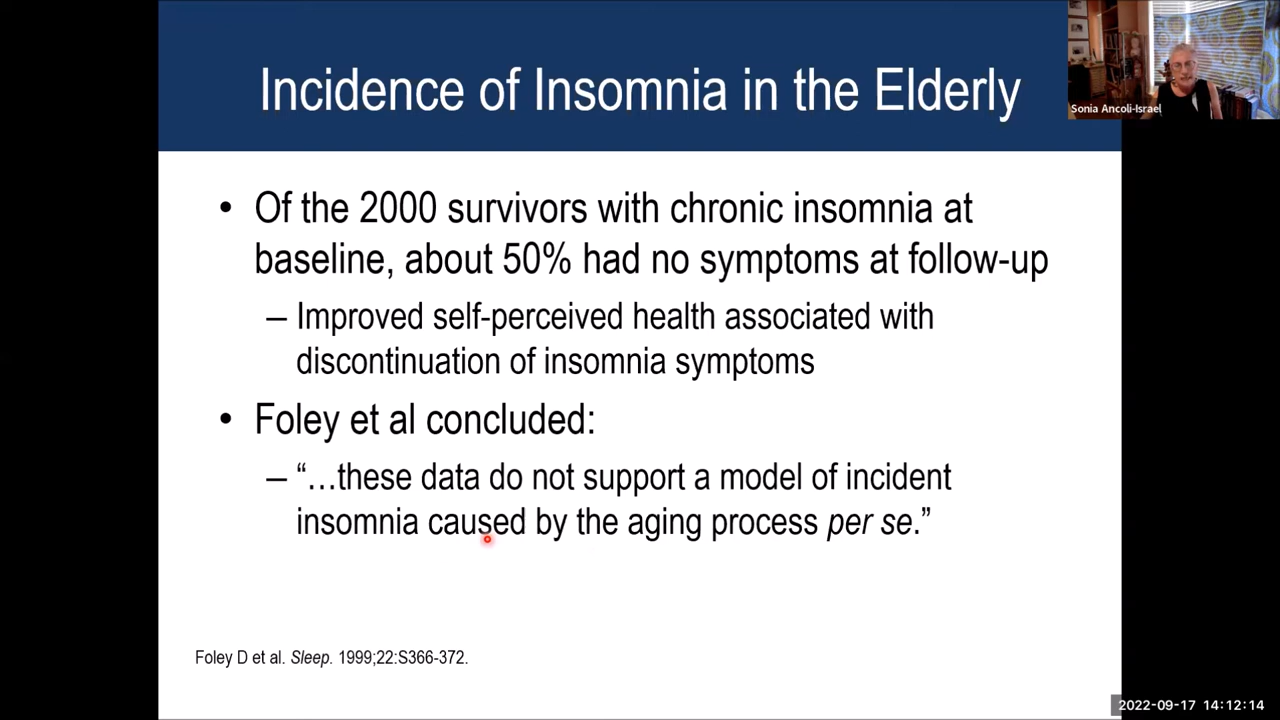 Incidence of Insomnia in the Elderly
Sonia Ancoli-Israel
• Of the 2000 survivors with chronic insomnia at
baseline, about 50% had no symptoms at follow-up
– Improved self-perceived health associated with
discontinuation of insomnia symptoms
• Foley et al concluded:
– “…these data do not support a model of incident
insomnia caused by the aging process per se.”
Foley D et al. Sleep. 1999;22:S366-372.
2022-09-17 14:12:14